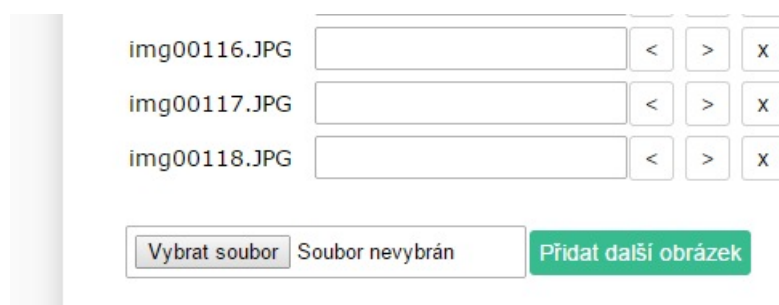 img00116.JPG < > x
img00117.JPG < > x
img00118.JPG < > x
Vybrat soubor Soubor nevybrán Přidat další obrázek